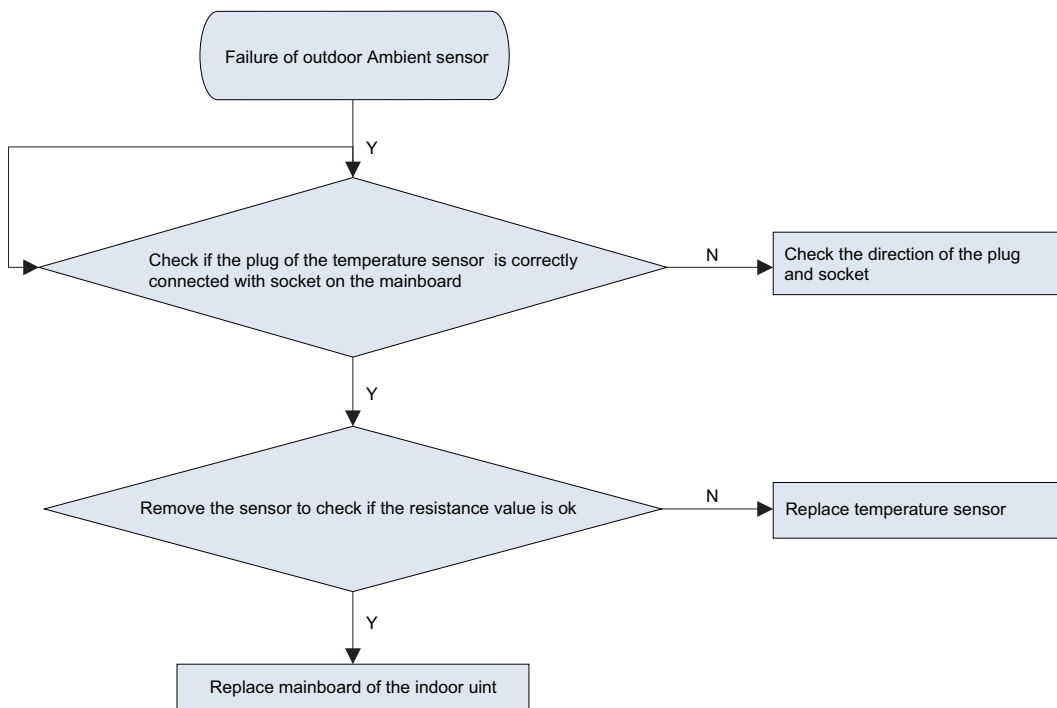 Failure of outdoor Ambient sensor
Y
Check if the plug of the temperature sensor is correctly
connected with socket on the mainboard
N
Check the direction of the plug
and socket
Y
Remove the sensor to check if the resistance value is ok
N
Replace temperature sensor
Y
Replace mainboard of the indoor uint